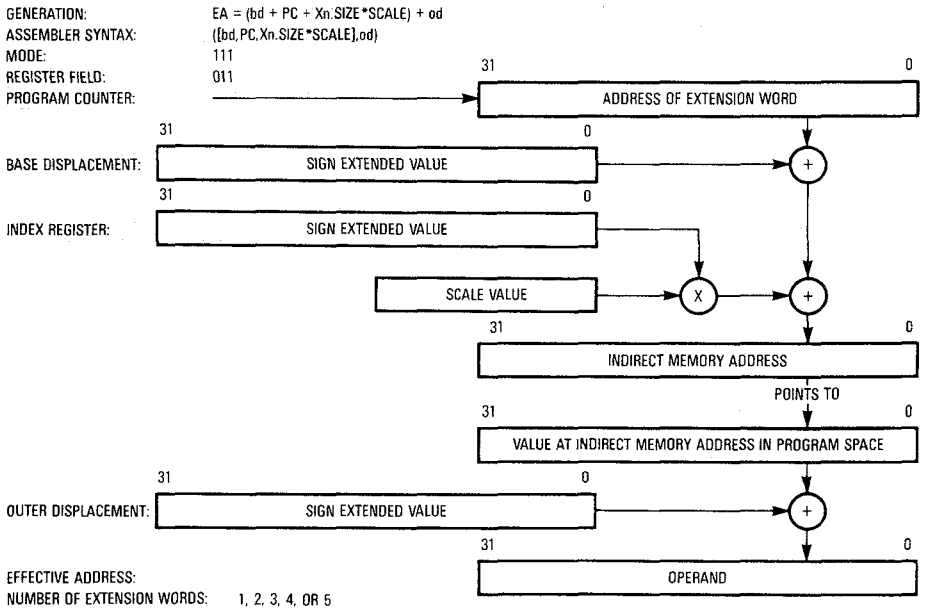 GENERATION: EA = (bd + PC + Xn.SIZE*SCALE) + od
ASSEMBLER SYNTAX: ([bd,PC,Xn.SIZE*SCALE],od)
MODE: 111
REGISTER FIELD: 011
31 0
PROGRAM COUNTER: ADDRESS OF EXTENSION WORD
31 0
BASE DISPLACEMENT: SIGN EXTENDED VALUE +
31 0
INDEX REGISTER: SIGN EXTENDED VALUE
SCALE VALUE X +
31 0
INDIRECT MEMORY ADDRESS
POINTS TO
31 0
VALUE AT INDIRECT MEMORY ADDRESS IN PROGRAM SPACE
31 0
OUTER DISPLACEMENT: SIGN EXTENDED VALUE +
31 0
EFFECTIVE ADDRESS: OPERAND
NUMBER OF EXTENSION WORDS: 1, 2, 3, 4, OR 5